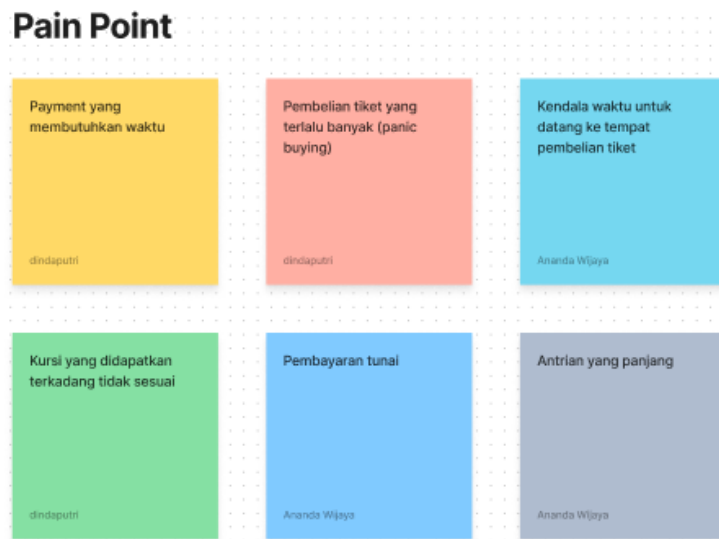 Pain Point
Payment yang
membutuhkan waktu
dindaputri
Pembelian tiket yang
terlalu banyak (panic
buying)
dindaputri
Kendala waktu untuk
datang ke tempat
pembelian tiket
Ananda Wijaya
Kursi yang didapatkan
terkadang tidak sesuai
dindaputri
Pembayaran tunai
Ananda Wijaya
Antrian yang panjang
Ananda Wijaya